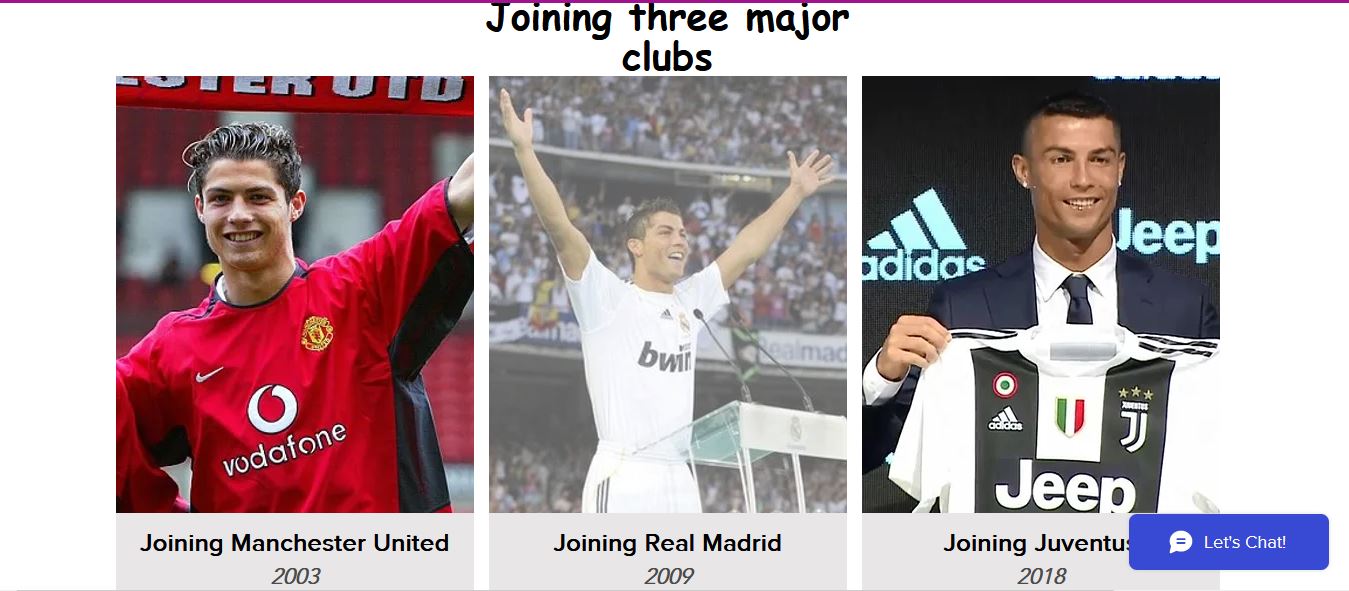 Joining three major
clubs
ESTER UTD
vodafone
bwin
Realmad
adidas
Jeep
adidas
JUVENTUS
Jeep
Joining Manchester United
2003
Joining Real Madrid
2009
Joining Juventus
2018
Let's Chat!